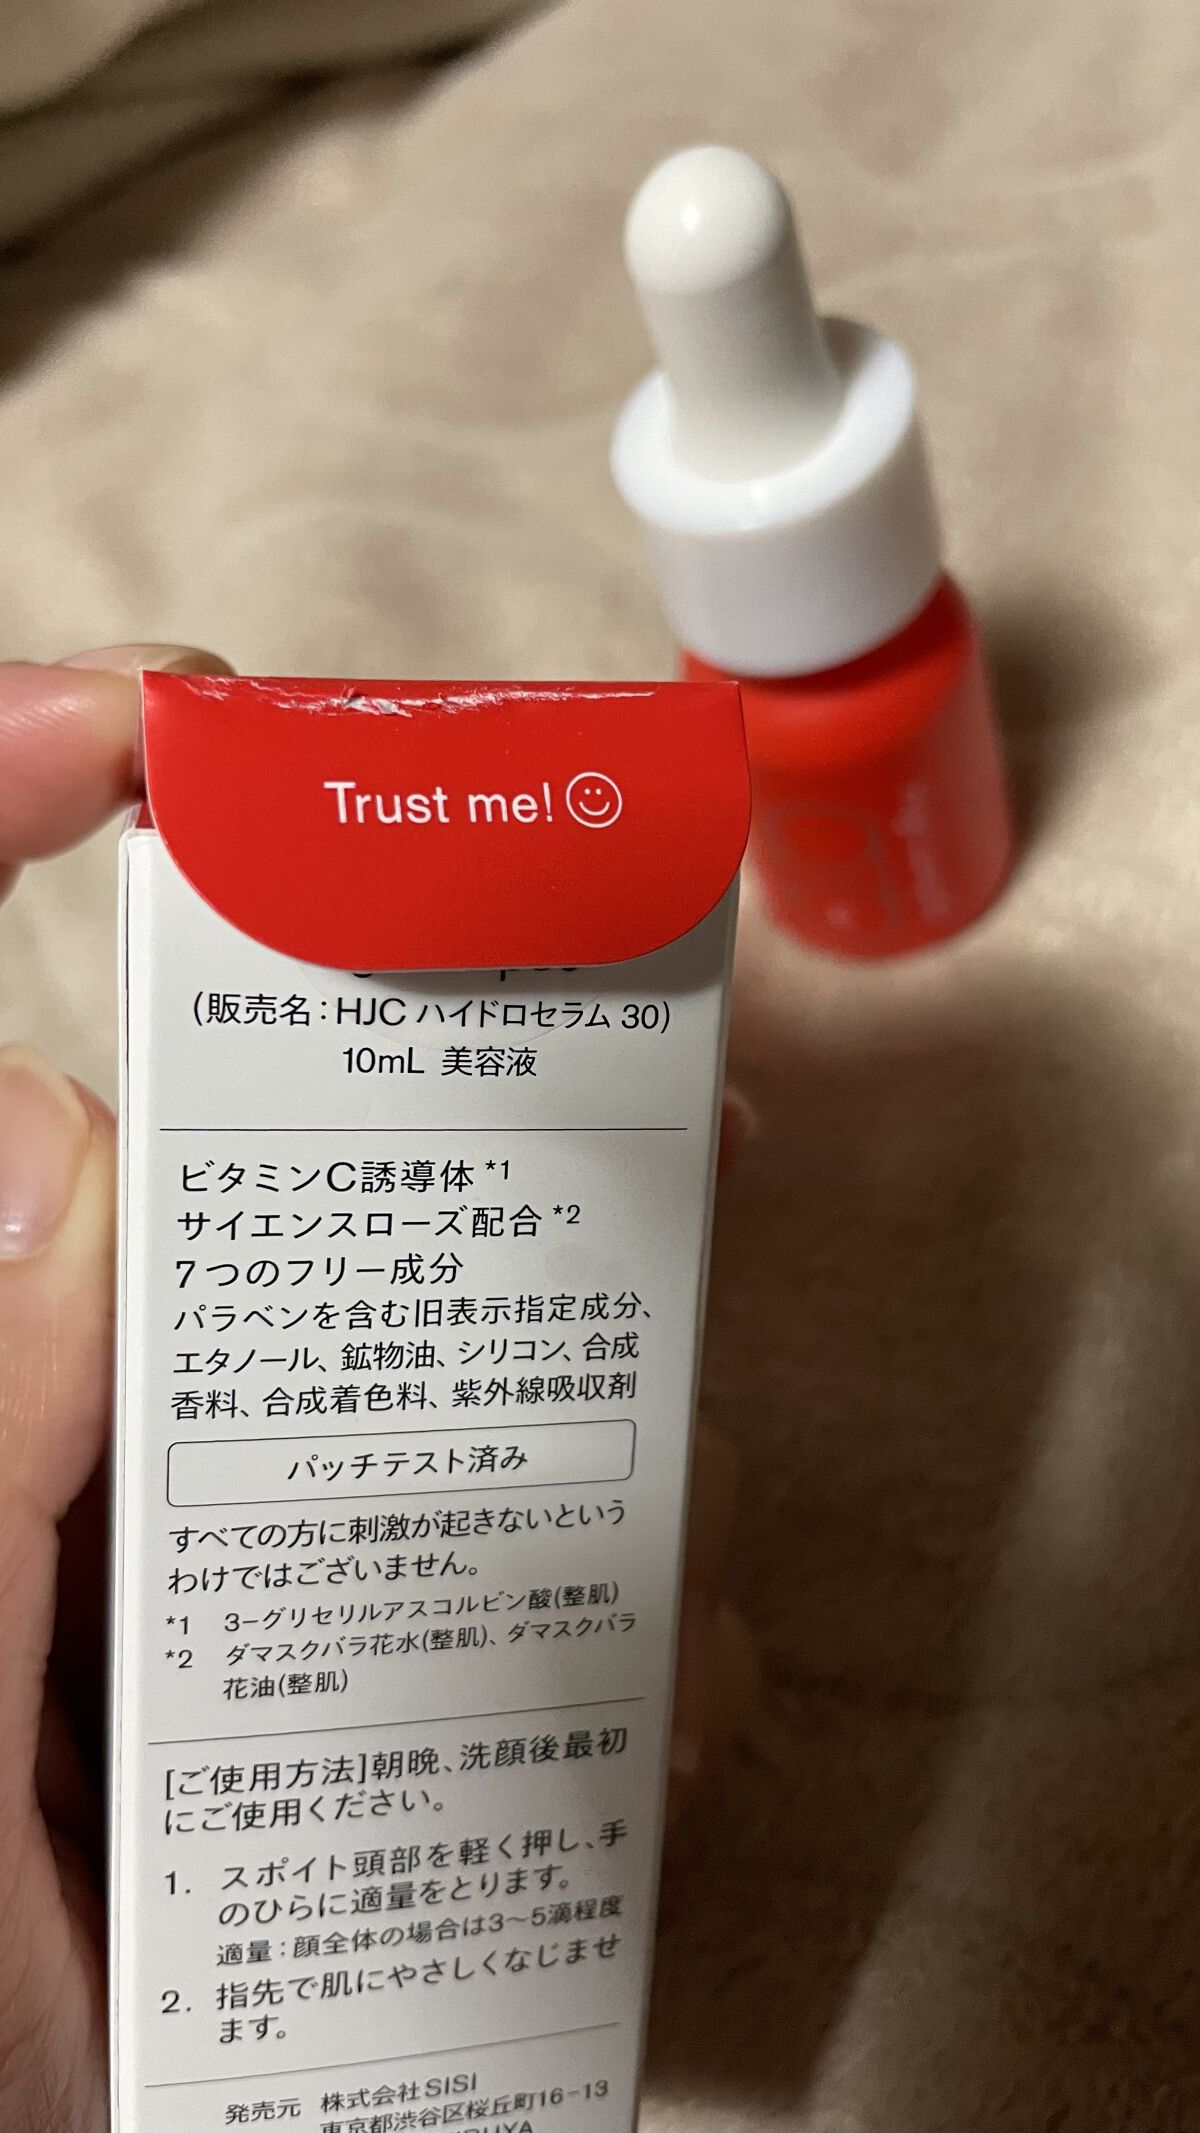 Trust me!
(販売名：HJC ハイドロセラム 30)
10mL 美容液
ビタミンC誘導体 *1
サイエンスローズ配合 *2
7つのフリー成分
パラベンを含む旧表示指定成分、
エタノール、鉱物油、シリコン、合成
香料、合成着色料、紫外線吸収剤
パッチテスト済み
すべての方に刺激が起きないという
わけではございません。
*1 3−グリセリルアスコルビン酸(整肌)
*2 ダマスクバラ花水(整肌)、ダマスクバラ
花油(整肌)
[ご使用方法]朝晩、洗顔後最初
にご使用ください。
1. スポイト頭部を軽く押し、手
のひらに適量をとります。
適量：顔全体の場合は3〜5滴程度
2. 指先で肌にやさしくなじませ
ます。
発売元 株式会社SISI
東京都渋谷区桜丘町16−13